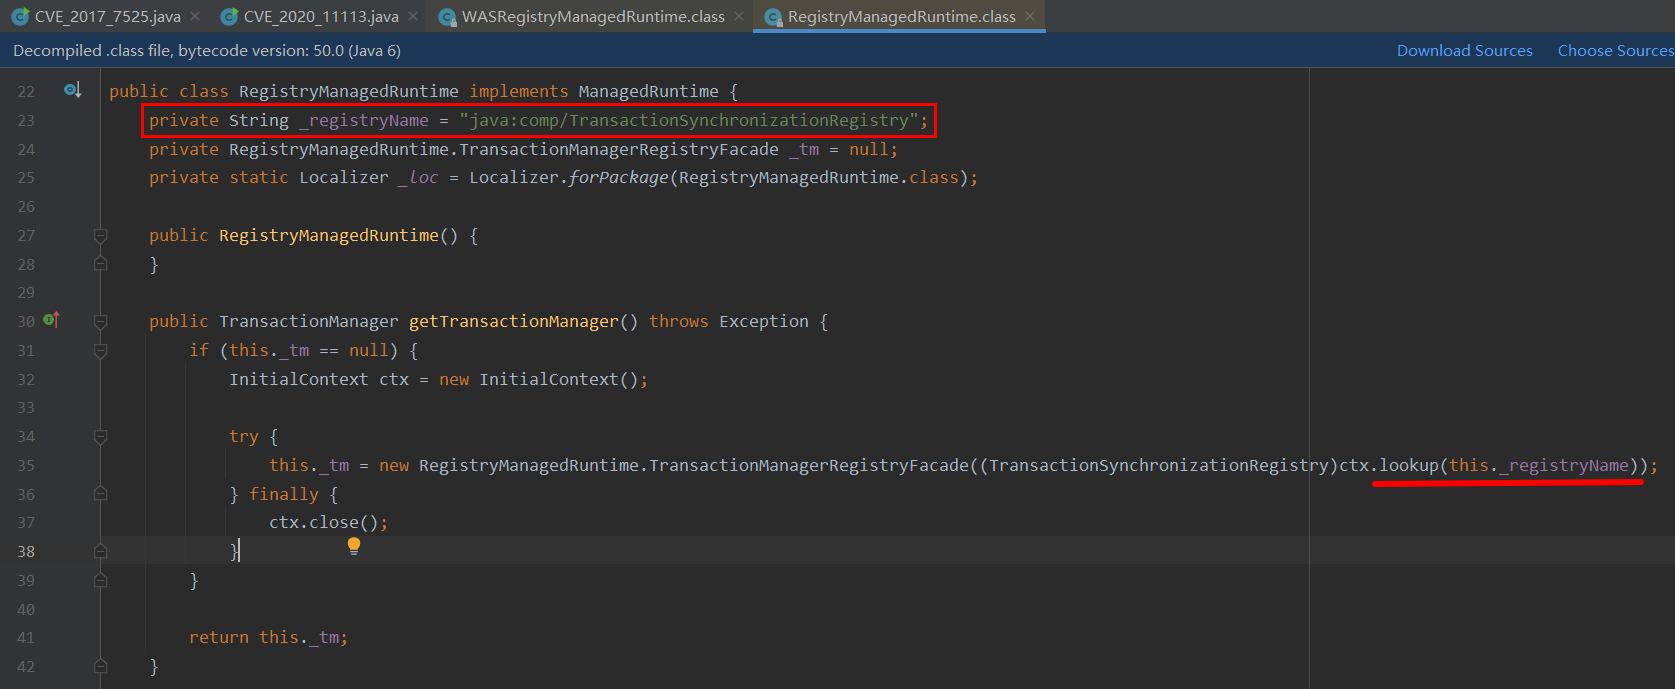 CVE_2017_7525.java CVE_2020_11113.java WASRegistryManagedRuntime.class RegistryManagedRuntime.class
Decompiled .class file, bytecode version: 50.0 (Java 6) Download Sources Choose Sources
22 public class RegistryManagedRuntime implements ManagedRuntime {
23 private String _registryName = "java:comp/TransactionSynchronizationRegistry";
24 private RegistryManagedRuntime.TransactionManagerRegistryFacade _tm = null;
25 private static Localizer _loc = Localizer.forPackage(RegistryManagedRuntime.class);
26
27 public RegistryManagedRuntime() {
28 }
29
30 public TransactionManager getTransactionManager() throws Exception {
31 if (this._tm == null) {
32 InitialContext ctx = new InitialContext();
33
34 try {
35 this._tm = new RegistryManagedRuntime.TransactionManagerRegistryFacade((TransactionSynchronizationRegistry)ctx.lookup(this._registryName));
36 } finally {
37 ctx.close();
38 }
39 }
40
41 return this._tm;
42 }